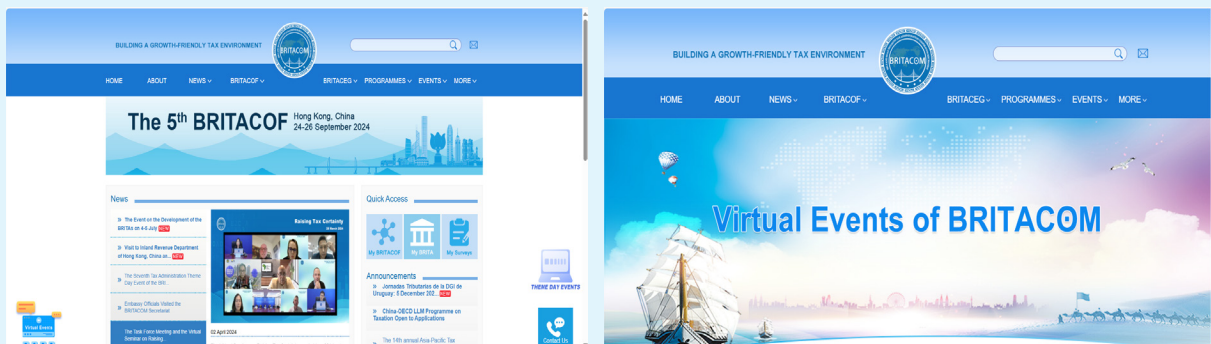 BUILDING A GROWTH-FRIENDLY TAX ENVIRONMENT
BRITACOM
HOME ABOUT NEWS BRITACOF BRITACEG PROGRAMMES EVENTS MORE
The 5th BRITACOF
Hong Kong, China
24-26 September 2024
News
» The Event on the Development of the
BRITAs on 4-5 July NEW
» Visit to Inland Revenue Department
of Hong Kong, China on... NEW
» The Seventh Tax Administration Theme
Day Event of the BRI...
» Embassy Officials Visited the
BRITACOM Secretariat
The Task Force Meeting and the Virtual
Seminar on Raising...
Raising Tax Certainty
02 April 2024
Quick Access
My BRITACOF My BRITA My Surveys
Announcements
» Jornadas Tributarias de la DGI de
Uruguay: 5 December 202... NEW
» China-OECD LLM Programme on
Taxation Open to Applications
» The 14th annual Asia-Pacific Tax
Virtual Events
THEME DAY EVENTS
Contact Us
BUILDING A GROWTH-FRIENDLY TAX ENVIRONMENT
BRITACOM
HOME ABOUT NEWS BRITACOF BRITACEG PROGRAMMES EVENTS MORE
Virtual Events of BRITACOM